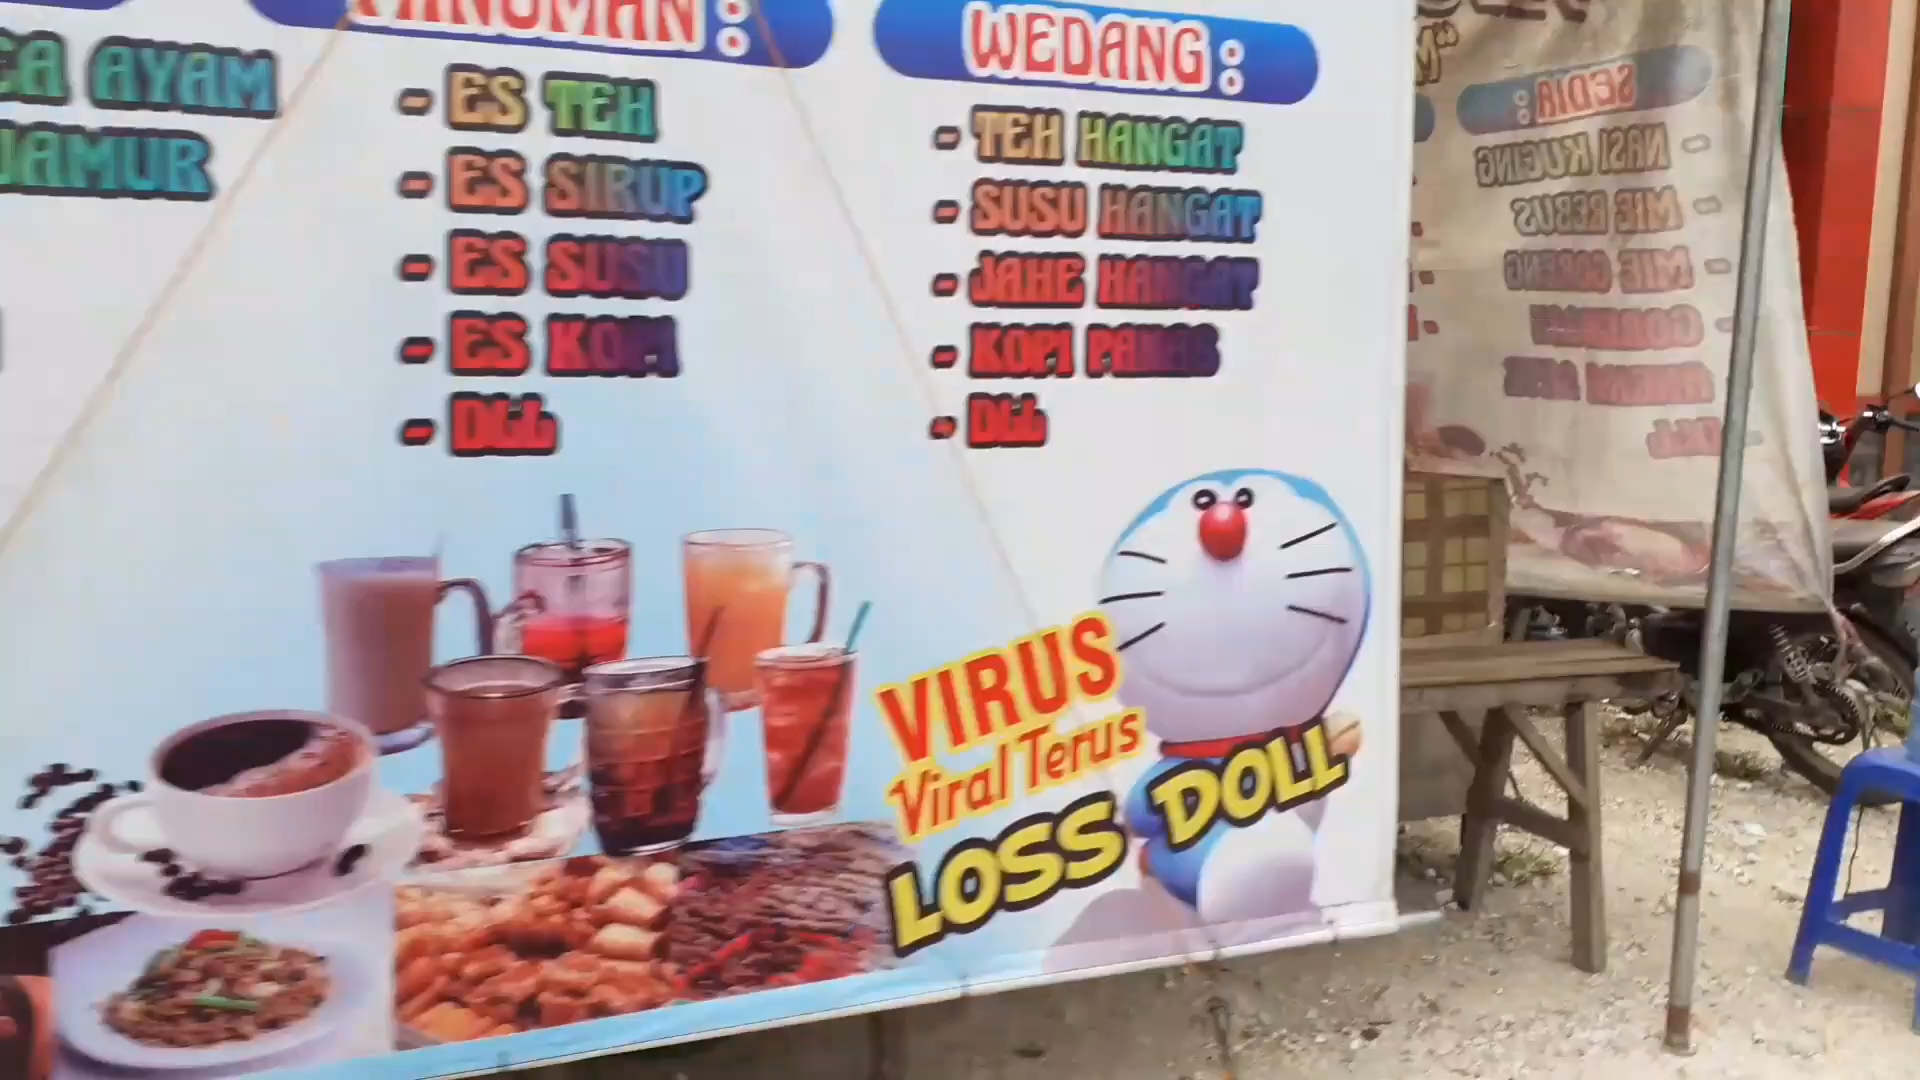 AYAM
JAMUR
MINUMAN :
- ES TEH
- ES SIRUP
- ES SUSU
- ES KOPI
- DLL
WEDANG :
- TEH HANGAT
- SUSU HANGAT
- JAHE HANGAT
- KOPI PANAS
- DLL
VIRUS
Viral Terus
LOSS DOLL
SEDIA :
- NASI KUCING
- MIE REBUS
- MIE GORENG
- DLL